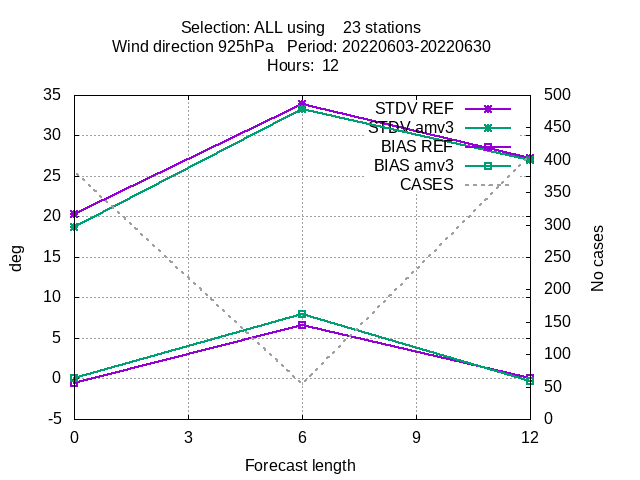 Selection: ALL using    23 stations
Wind direction 925hPa   Period: 20220603-20220630
Hours:  12
35
30
25
20
15
10
5
0
-5
deg
STDV REF
STDV amv3
BIAS REF
BIAS amv3
CASES
500
450
400
350
300
250
200
150
100
50
0
No cases
0 3 6 9 12
Forecast length